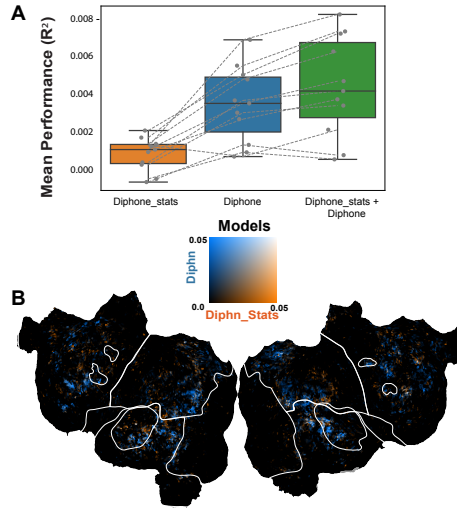 A
Mean Performance (R²)
0.008
0.006
0.004
0.002
0.000
Diphone_stats
Diphone
Diphone_stats +
Diphone
Models
0.05
Diphn
0.0
0.05
Diphn_Stats
B